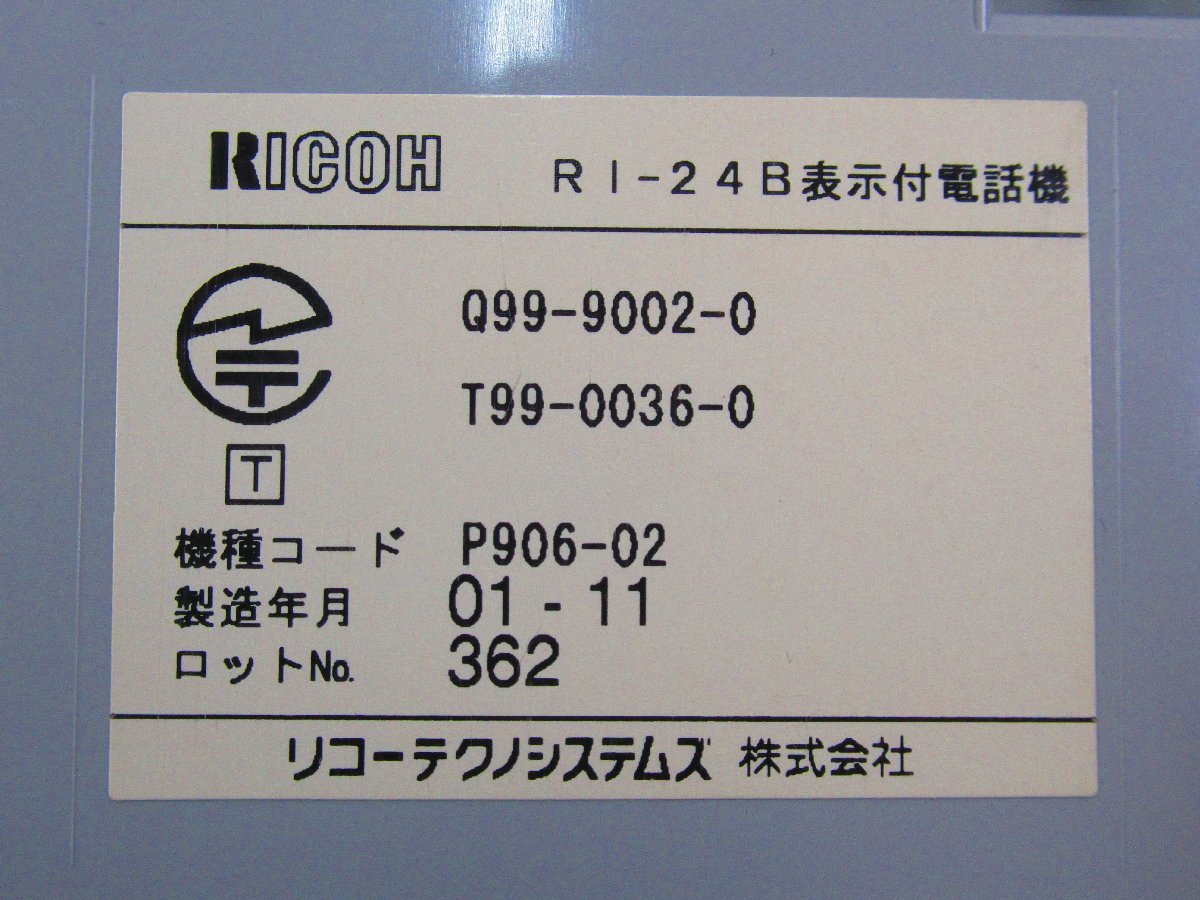 RICOH RI-24B表示付電話機
Q99-9002-0
T99-0036-0
T
機種コード P906-02
製造年月 01-11
ロットNo. 362
リコーテクノシステムズ 株式会社